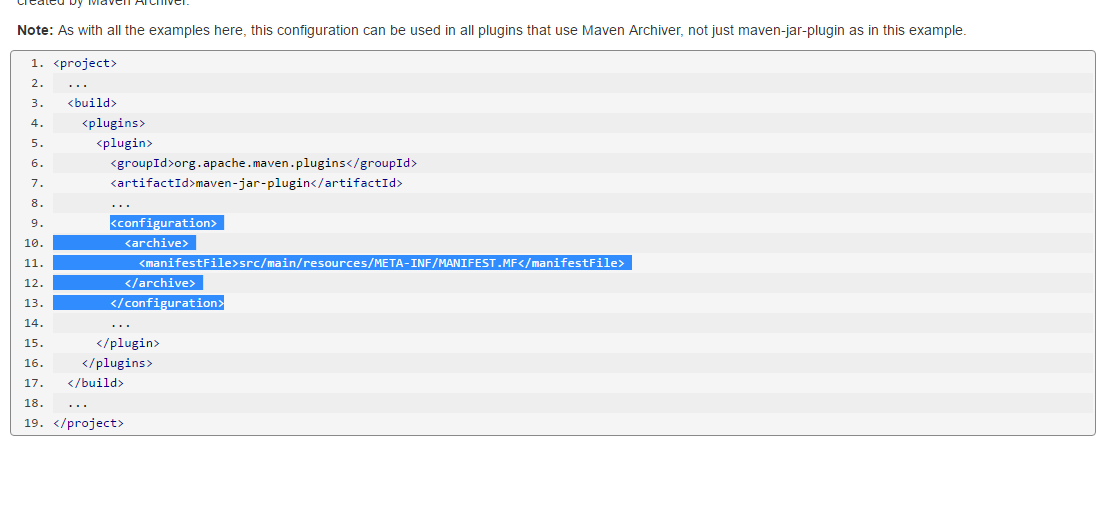 created by Maven Archiver.
Note: As with all the examples here, this configuration can be used in all plugins that use Maven Archiver, not just maven-jar-plugin as in this example.
1. <project>
2.   ...
3.   <build>
4.     <plugins>
5.       <plugin>
6.         <groupId>org.apache.maven.plugins</groupId>
7.         <artifactId>maven-jar-plugin</artifactId>
8.         ...
9.         <configuration>
10.           <archive>
11.             <manifestFile>src/main/resources/META-INF/MANIFEST.MF</manifestFile>
12.           </archive>
13.         </configuration>
14.         ...
15.       </plugin>
16.     </plugins>
17.   </build>
18.   ...
19. </project>